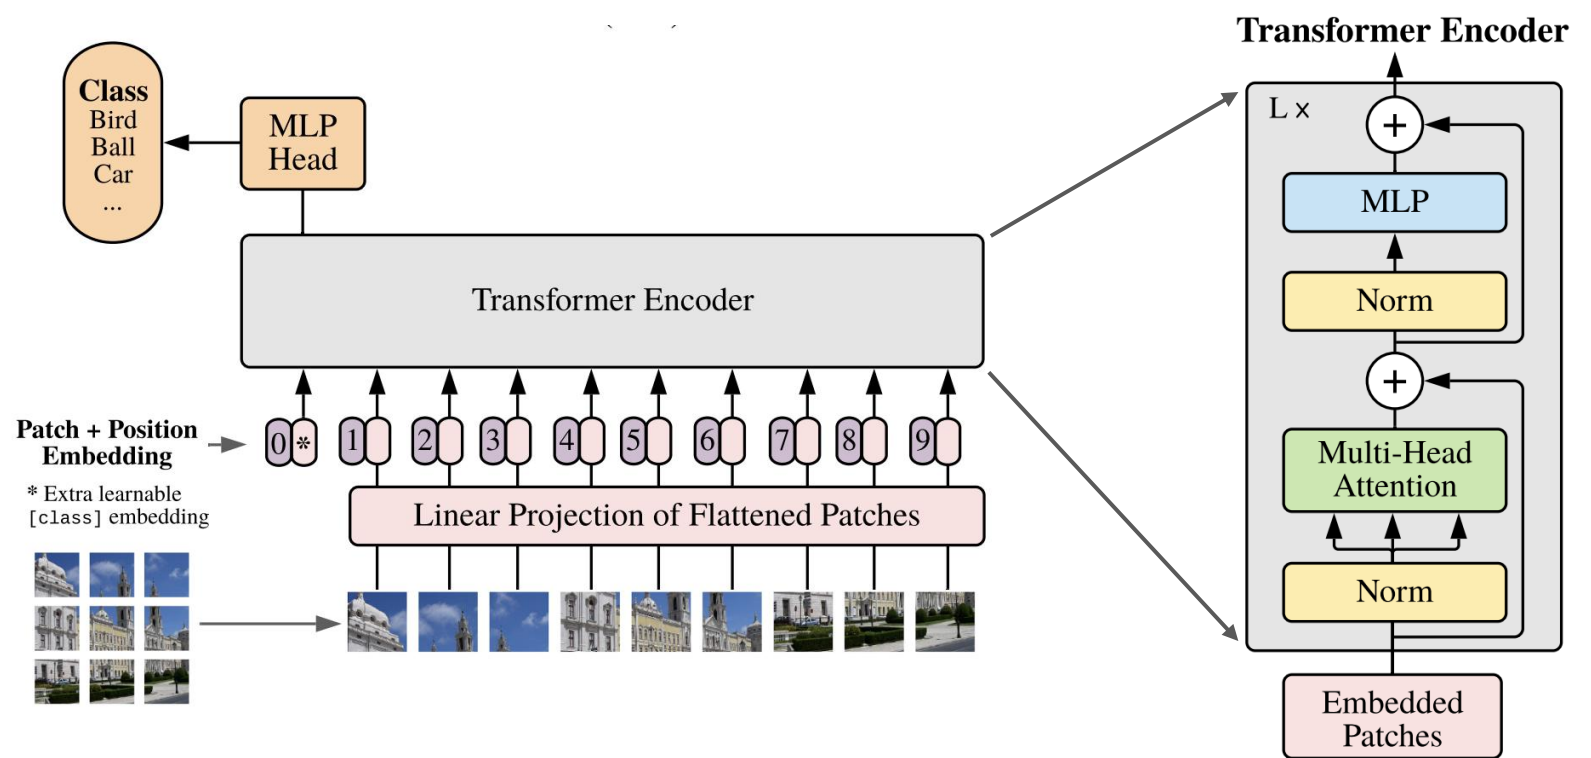 Transformer Encoder
Class
Bird
Ball
Car
...
MLP
Head
Transformer Encoder
Patch + Position
Embedding
0 * 1 2 3 4 5 6 7 8 9
* Extra learnable
[class] embedding
Linear Projection of Flattened Patches
L x
+
MLP
Norm
+
Multi-Head
Attention
Norm
Embedded
Patches